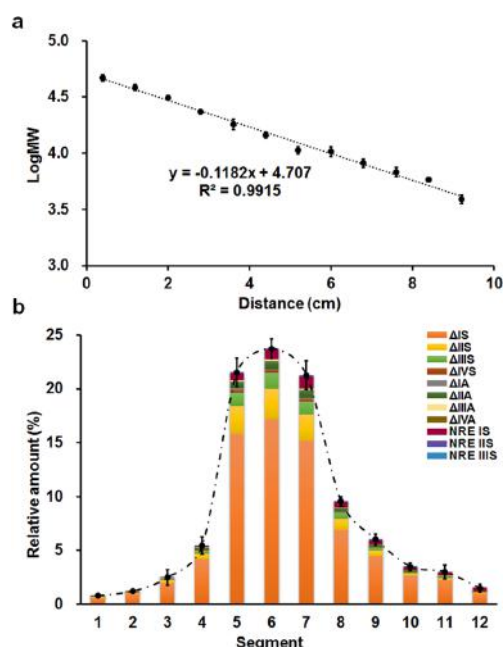 a
5.0
4.5
4.0
3.5
3.0
LogMW
y = -0.1182x + 4.707
R² = 0.9915
0 2 4 6 8 10
Distance (cm)
b
25
20
15
10
5
0
Relative amount (%)
ΔIS
ΔIIS
ΔIIIS
ΔIVS
ΔIA
ΔIIA
ΔIIIA
ΔIVA
NRE IS
NRE IIS
NRE IIIS
1 2 3 4 5 6 7 8 9 10 11 12
Segment